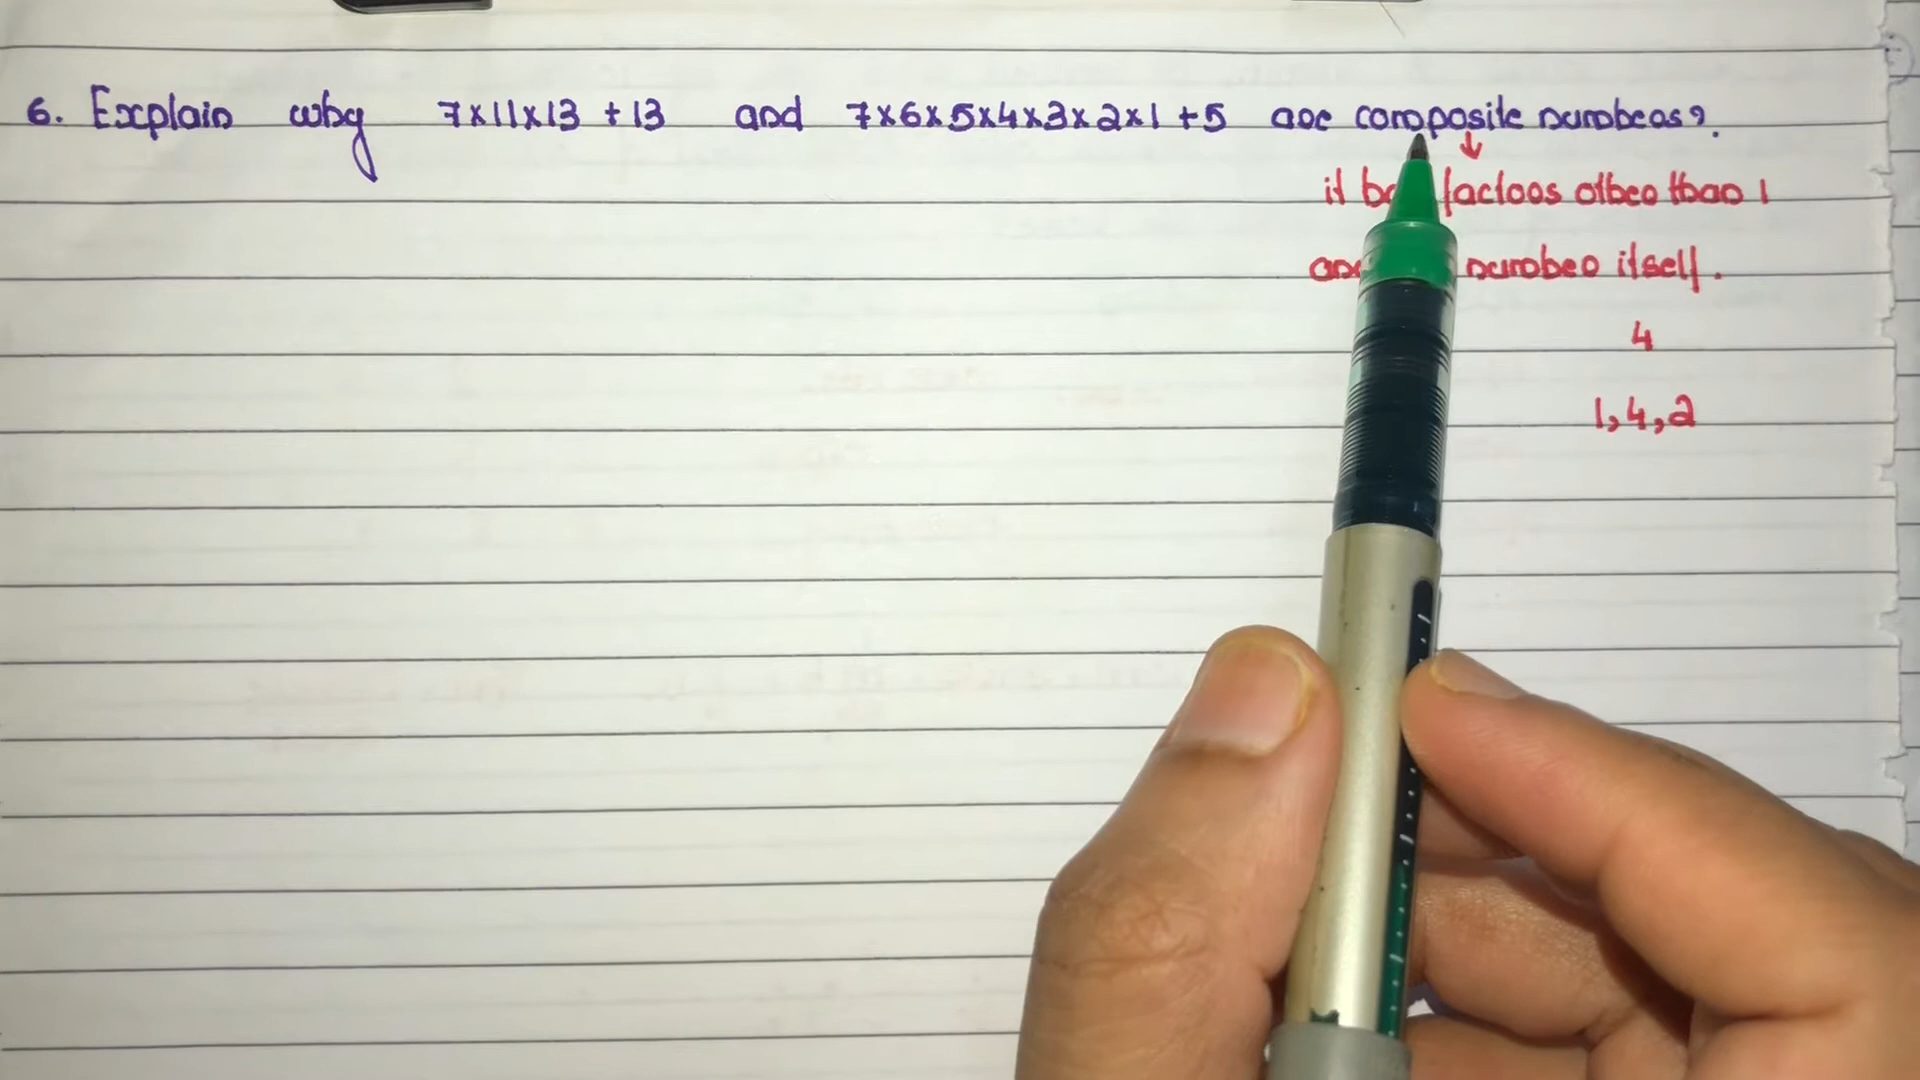 6. Explain why 7×11×13 + 13 and 7×6×5×4×3×2×1 + 5 are composite numbers?
↓
it factors other than 1
number itself.
4
1,4,2